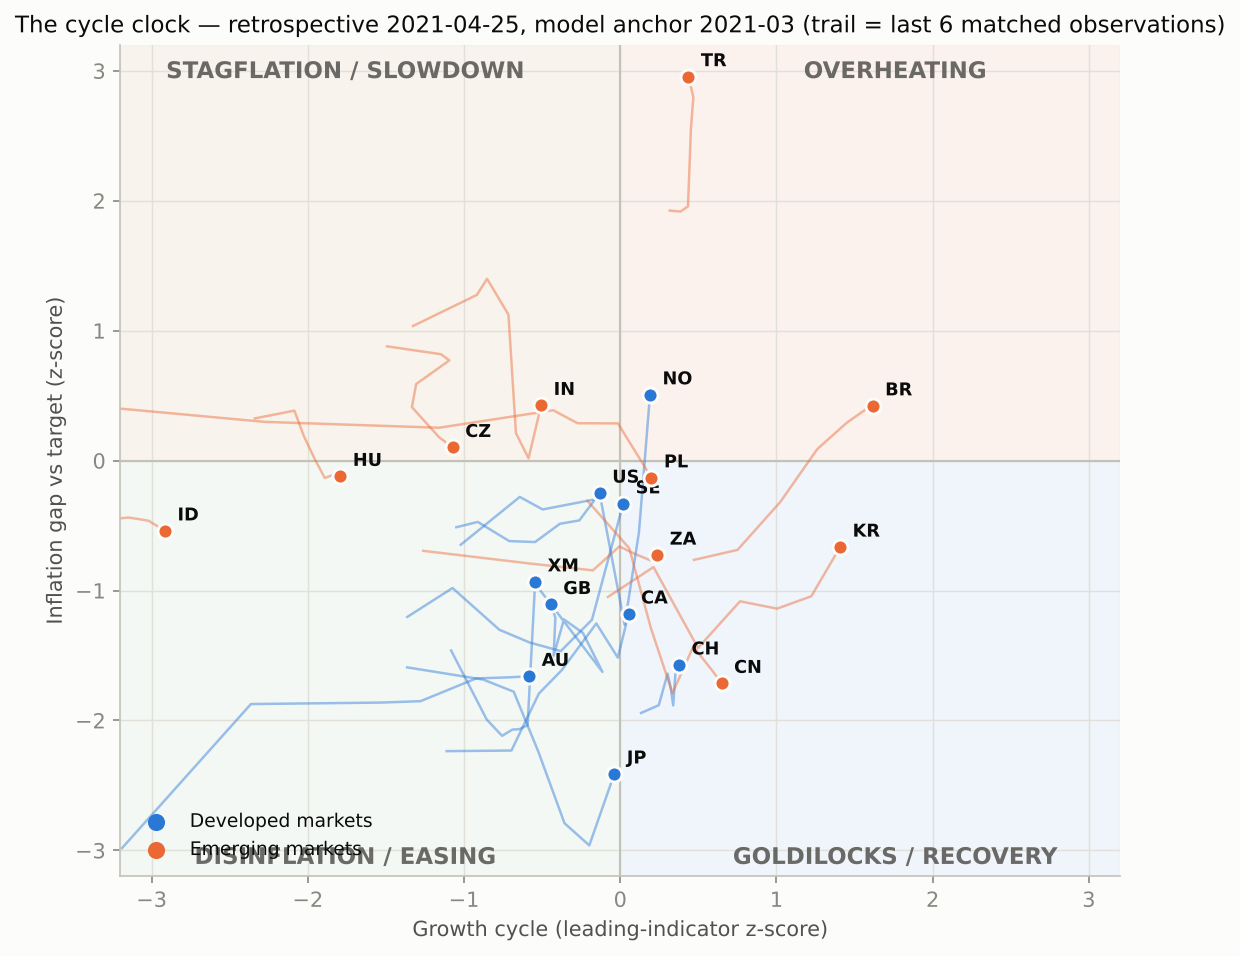 The cycle clock — retrospective 2021-04-25, model anchor 2021-03 (trail = last 6 matched observations)
STAGFLATION / SLOWDOWN
OVERHEATING
TR
NO
BR
IN
CZ
HU
PL
US
SE
ID
KR
ZA
XM
GB
CA
CH
CN
AU
JP
Developed markets
Emerging markets
DISINFLATION / EASING
GOLDILOCKS / RECOVERY
3
2
1
0
−1
−2
−3
−3
−2
−1
0
1
2
3
Inflation gap vs target (z-score)
Growth cycle (leading-indicator z-score)